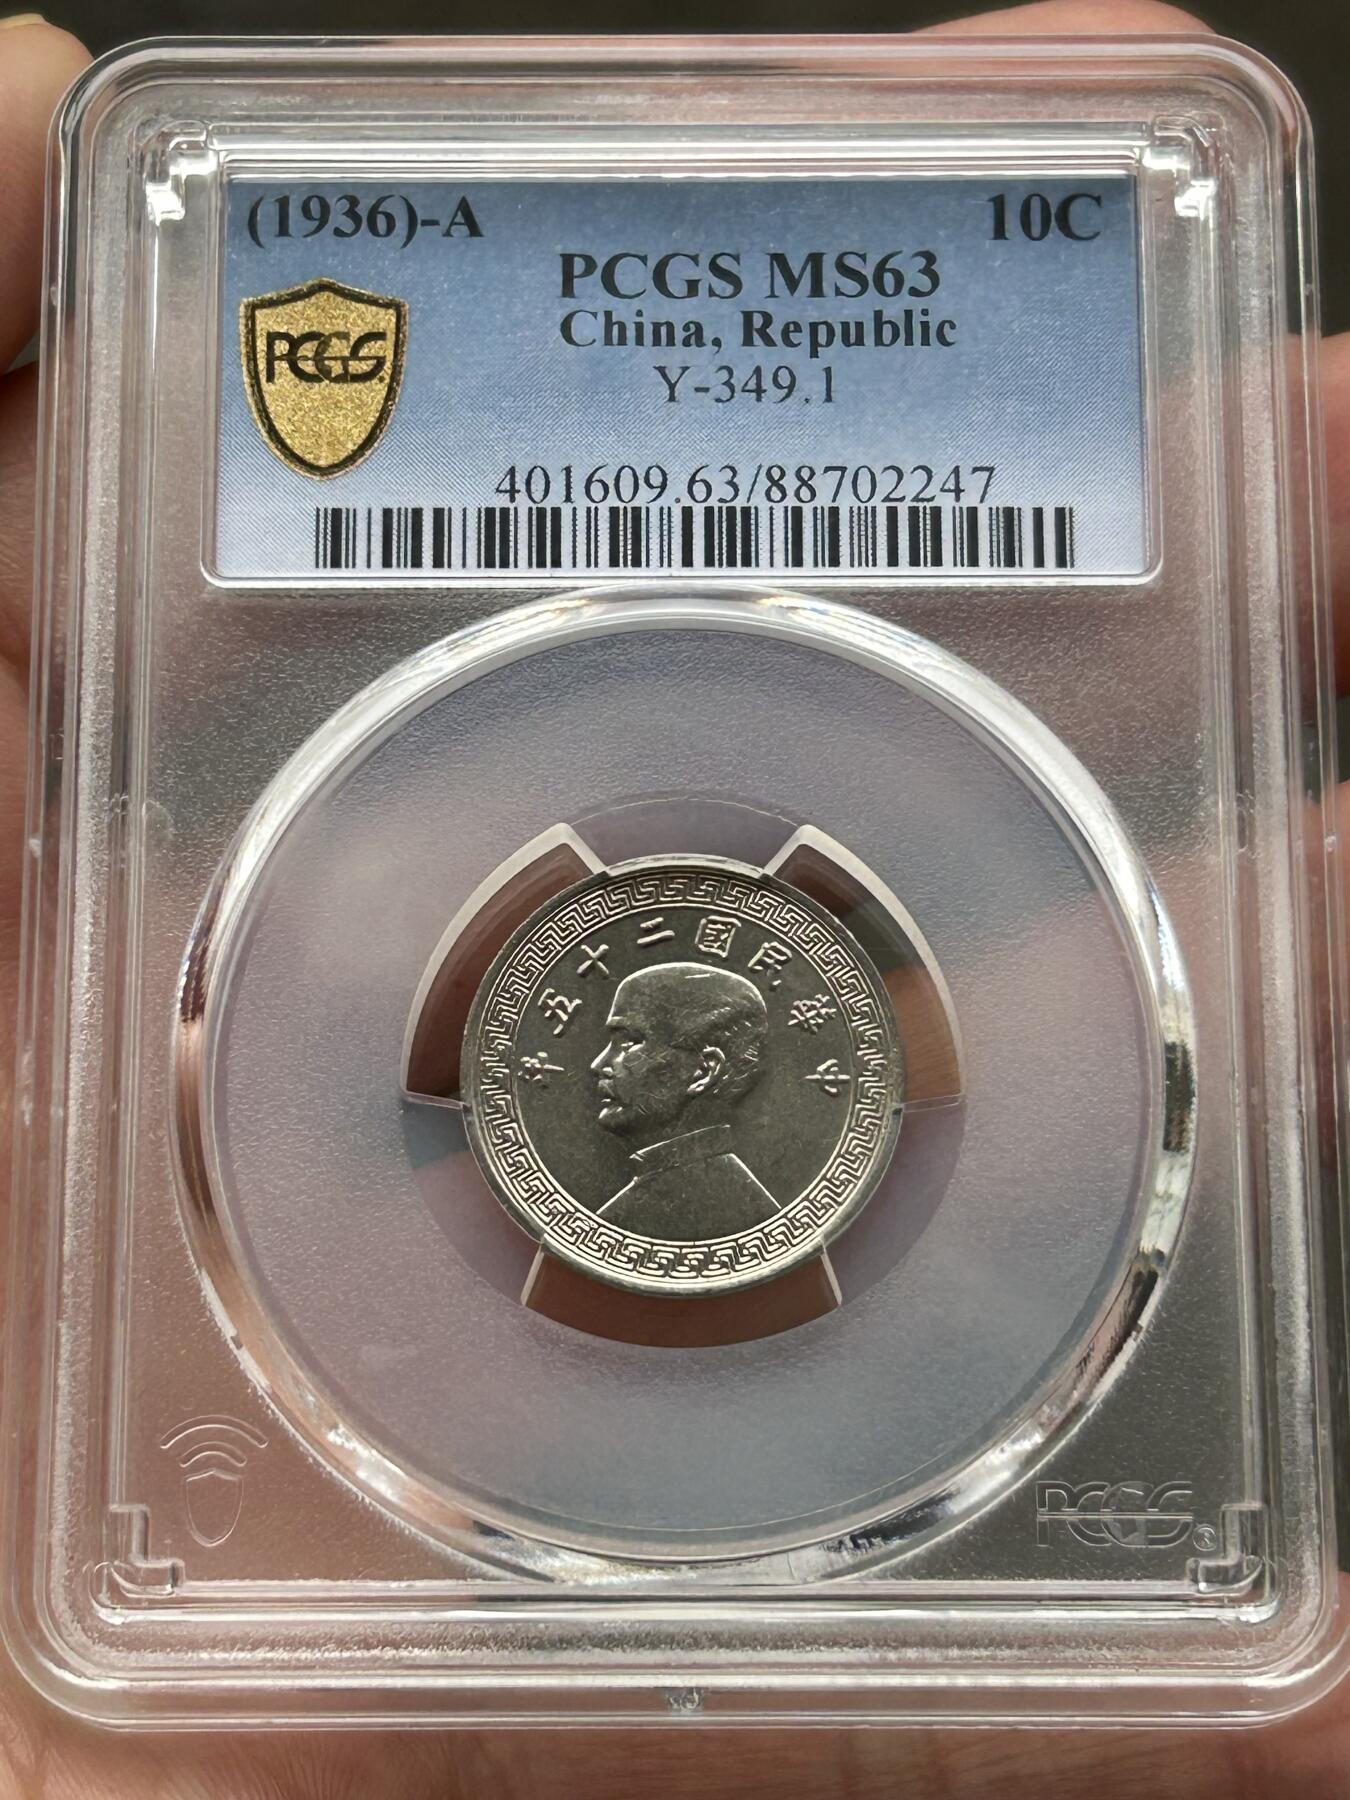 (1936)-A 10C
PCGS MS63
China, Republic
PCGS
Y-349.1
401609.63/88702247
年五十二國民華中
PCGS®